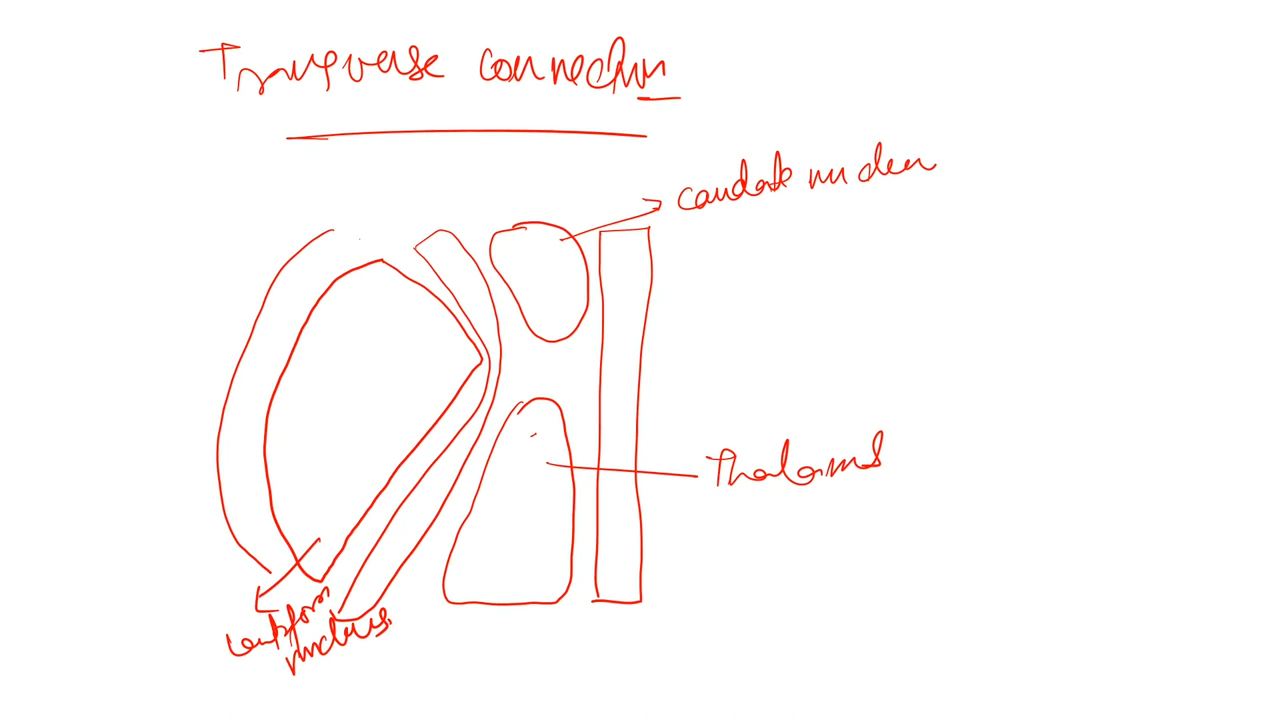 Transverse connection
caudate nucleus
Thalamus
Lentiform
nucleus